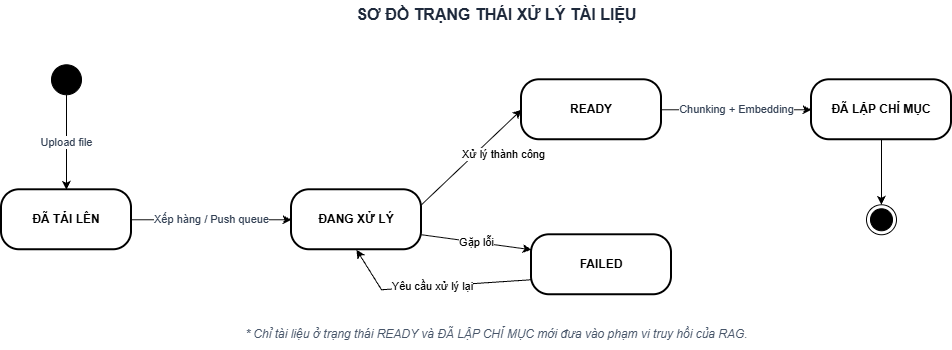 SƠ ĐỒ TRẠNG THÁI XỬ LÝ TÀI LIỆU
Upload file
ĐÃ TẢI LÊN
Xếp hàng / Push queue
ĐANG XỬ LÝ
Xử lý thành công
READY
Chunking + Embedding
ĐÃ LẬP CHỈ MỤC
Gặp lỗi
FAILED
Yêu cầu xử lý lại
* Chỉ tài liệu ở trạng thái READY và ĐÃ LẬP CHỈ MỤC mới đưa vào phạm vi truy hồi của RAG.